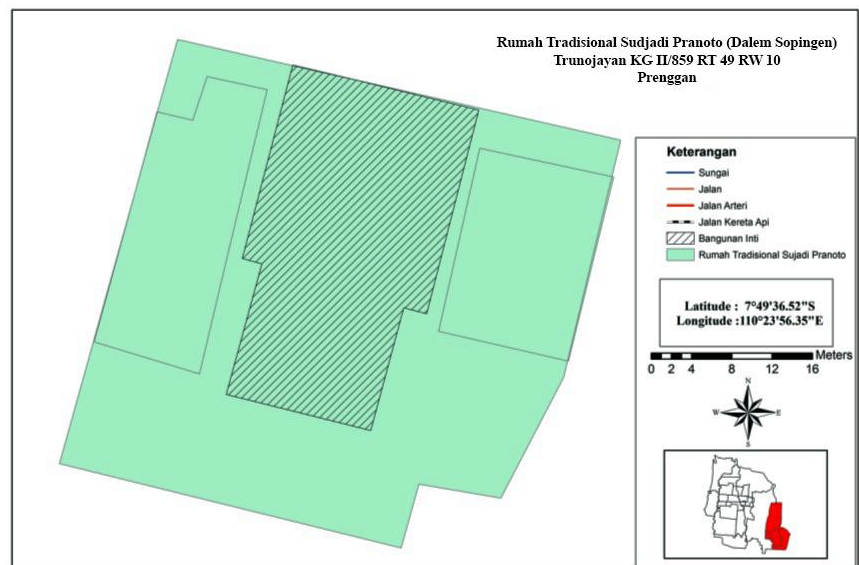 Rumah Tradisional Sudjadi Pranoto (Dalem Sopingen)
Trunojayan KG II/859 RT 49 RW 10
Prenggan
Keterangan
Sungai
Jalan
Jalan Arteri
Jalan Kereta Api
Bangunan Inti
Rumah Tradisional Sujadi Pranoto
Latitude : 7°49'36.52"S
Longitude :110°23'56.35"E
Meters
0 2 4 8 12 16
N
W E
S